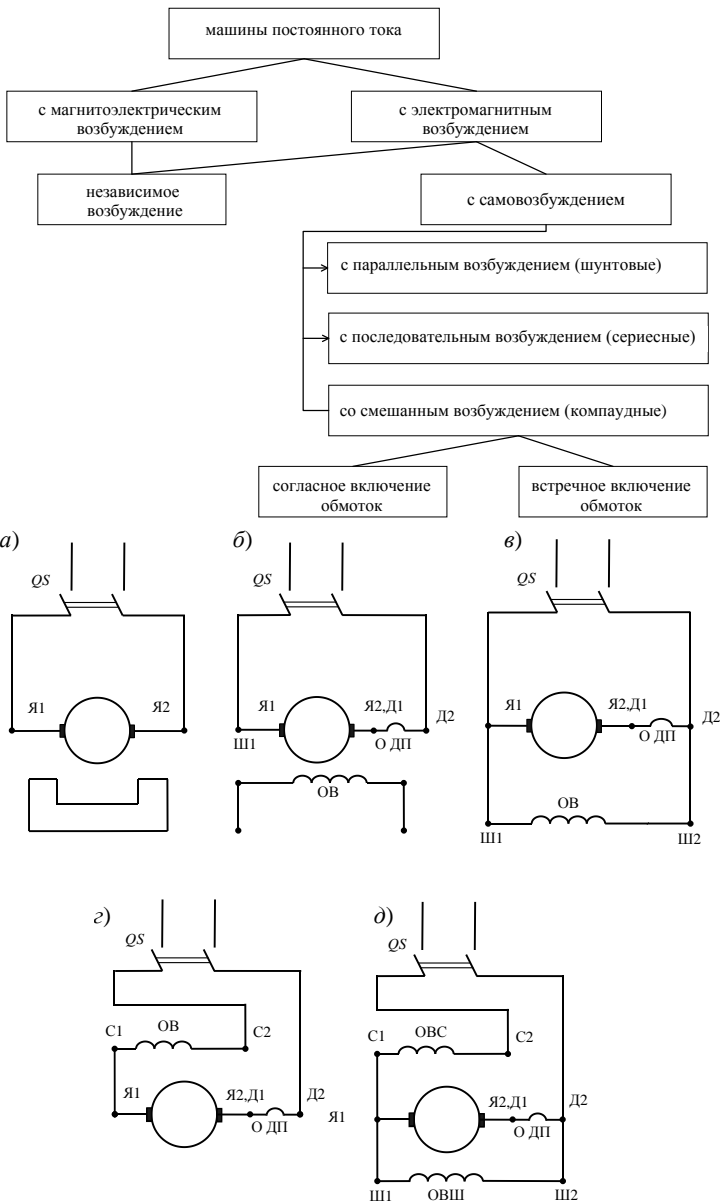 машины постоянного тока
с магнитоэлектрическим
возбуждением
с электромагнитным
возбуждением
независимое
возбуждение
с самовозбуждением
с параллельным возбуждением (шунтовые)
с последовательным возбуждением (сериесные)
со смешанным возбуждением (компаудные)
согласное включение
обмоток
встречное включение
обмоток
а)
QS
Я1
Я2
б)
QS
Я1
Я2,Д1
Д2
Ш1
О ДП
ОВ
в)
QS
Я1
Я2,Д1
Д2
О ДП
ОВ
Ш1
Ш2
г)
QS
С1
ОВ
С2
Я1
Я2,Д1
Д2
О ДП
д)
QS
С1
ОВС
С2
Я1
Я2,Д1
Д2
О ДП
Ш1
ОВШ
Ш2